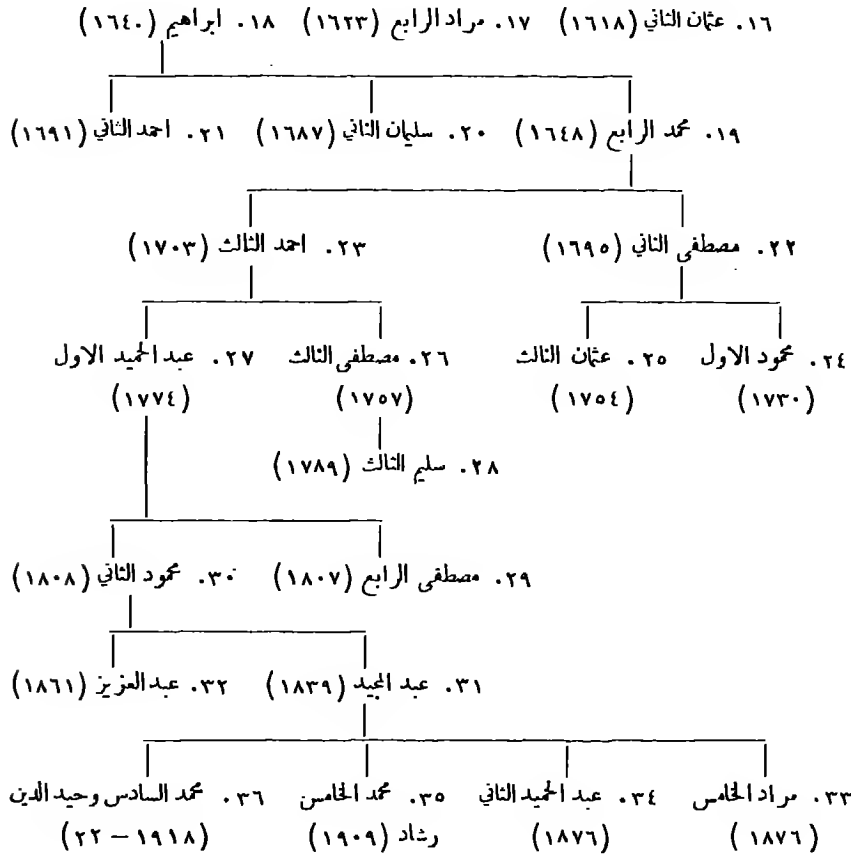 ١٦. عثمان الثاني (١٦١٨) ١٧. مراد الرابع (١٦٢٣) ١٨. ابراهيم (١٦٤٠)
١٩. محمد الرابع (١٦٤٨) ٢٠. سليمان الثاني (١٦٨٧) ٢١. احمد الثاني (١٦٩١)
٢٢. مصطفى الثاني (١٦٩٥) ٢٣. احمد الثالث (١٧٠٣)
٢٤. محمود الاول ٢٥. عثمان الثالث ٢٦. مصطفى الثالث ٢٧. عبد الحميد الاول
(١٧٣٠) (١٧٥٤) (١٧٥٧) (١٧٧٤)
٢٨. سليم الثالث (١٧٨٩)
٢٩. مصطفى الرابع (١٨٠٧) ٣٠. محمود الثاني (١٨٠٨)
٣١. عبد المجيد (١٨٣٩) ٣٢. عبد العزيز (١٨٦١)
٣٣. مراد الخامس ٣٤. عبد الحميد الثاني ٣٥. محمد الخامس ٣٦. محمد السادس وحيد الدين
(١٨٧٦) (١٨٧٦) رشاد (١٩٠٩) (١٩١٨ – ٢٢)